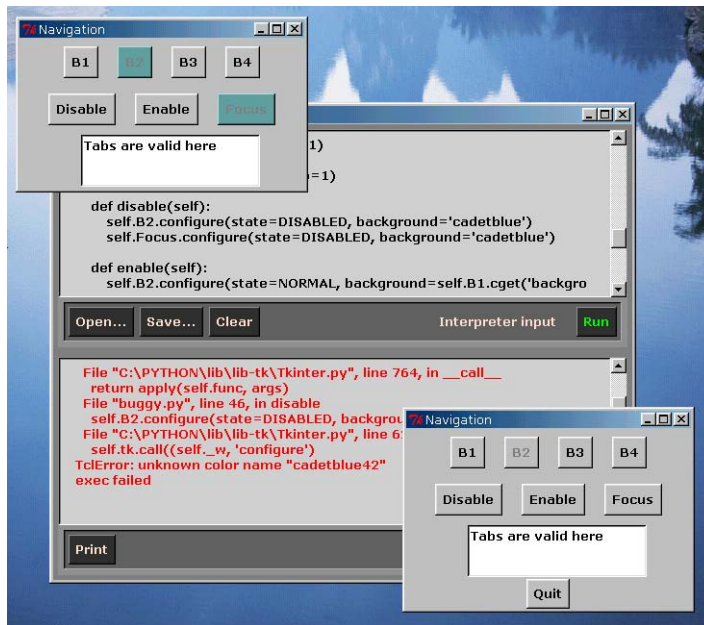 Navigation
B1 B2 B3 B4
Disable Enable Focus
Tabs are valid here
1)
=1)
def disable(self):
self.B2.configure(state=DISABLED, background='cadetblue')
self.Focus.configure(state=DISABLED, background='cadetblue')
def enable(self):
self.B2.configure(state=NORMAL, background=self.B1.cget('backgro
Open... Save... Clear Interpreter input Run
File "C:\PYTHON\lib\lib-tk\Tkinter.py", line 764, in __call__
return apply(self.func, args)
File "buggy.py", line 46, in disable
self.B2.configure(state=DISABLED, backgrou
File "C:\PYTHON\lib\lib-tk\Tkinter.py", line 6
self.tk.call((self._w, 'configure')
TclError: unknown color name "cadetblue42"
exec failed
Print
Navigation
B1 B2 B3 B4
Disable Enable Focus
Tabs are valid here
Quit